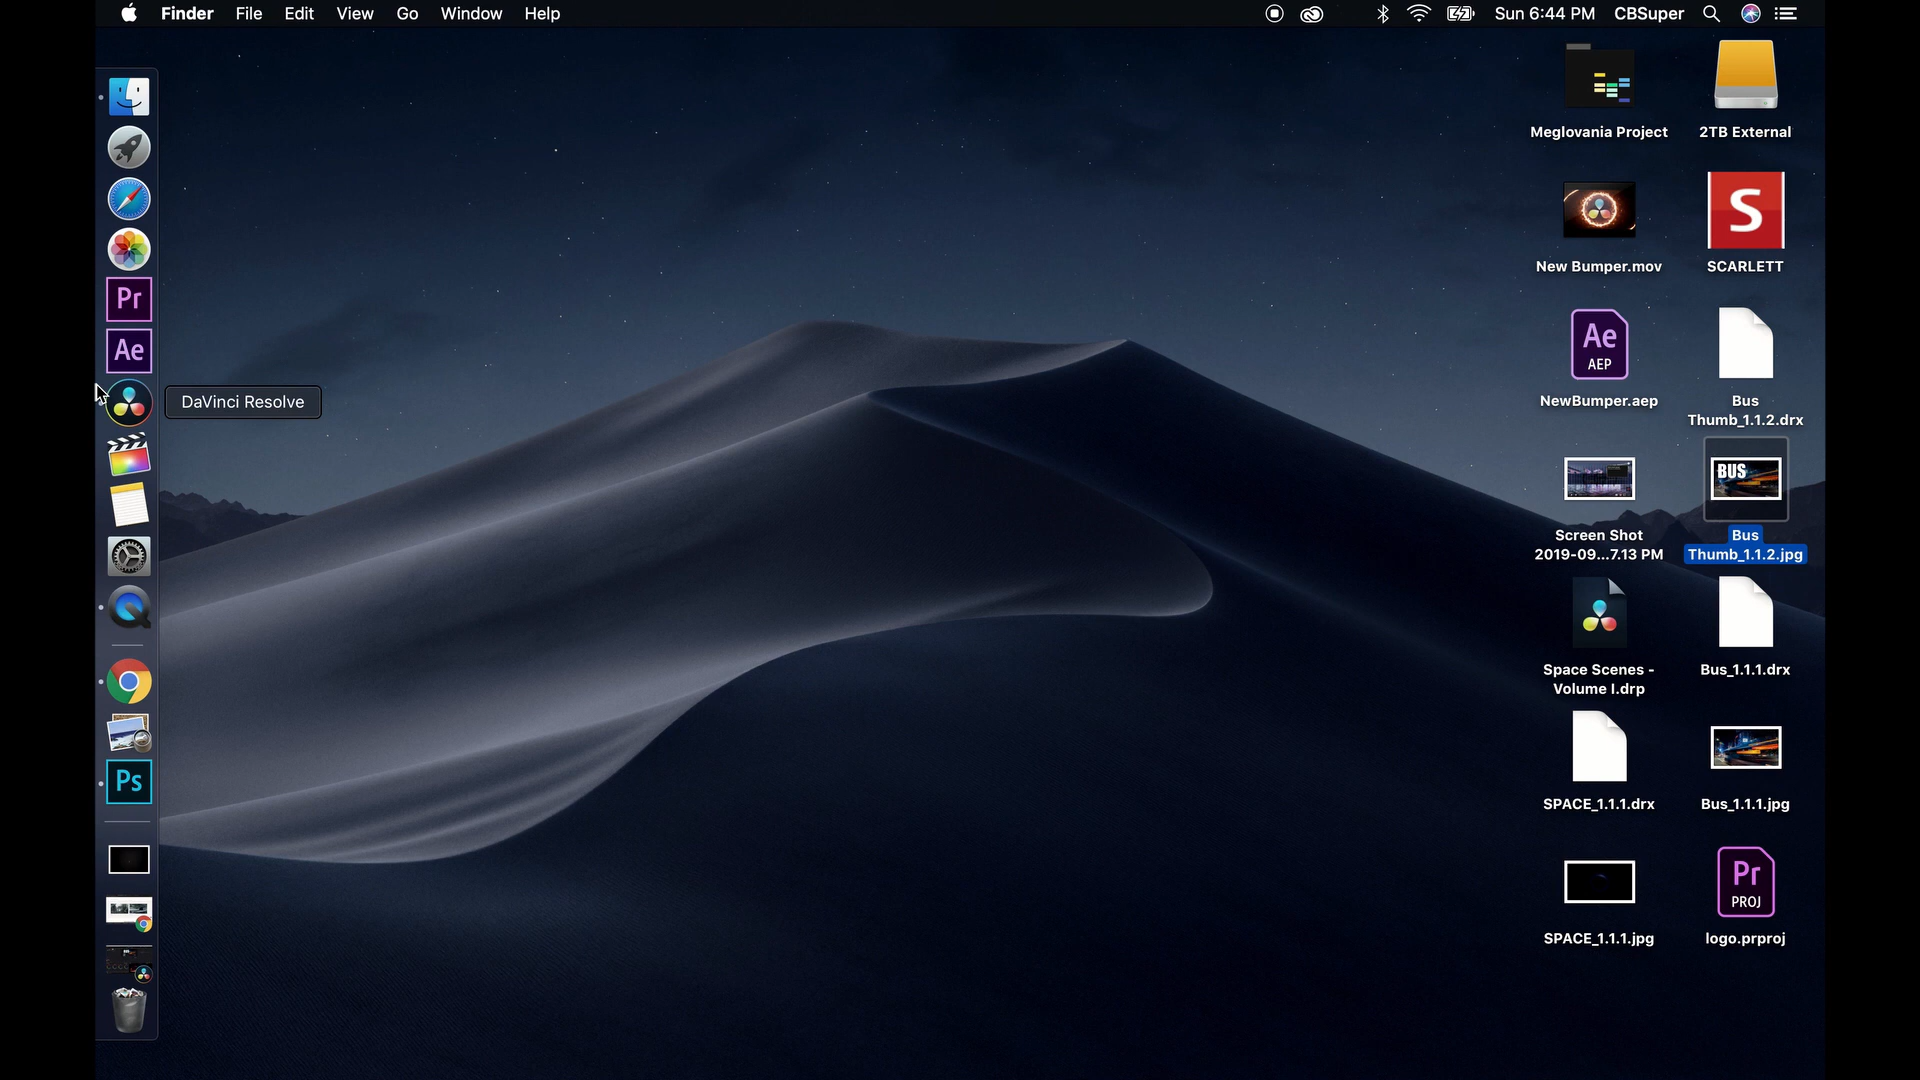 Finder File Edit View Go Window Help
Sun 6:44 PM CBSuper
Meglovania Project
2TB External
New Bumper.mov
S
SCARLETT
Pr
Ae
Ae
AEP
NewBumper.aep
Bus
Thumb_1.1.2.drx
DaVinci Resolve
BUS
Screen Shot
2019-09...7.13 PM
Bus
Thumb_1.1.2.jpg
Space Scenes -
Volume I.drp
Bus_1.1.1.drx
Ps
SPACE_1.1.1.drx
Bus_1.1.1.jpg
Pr
PROJ
SPACE_1.1.1.jpg
logo.prproj